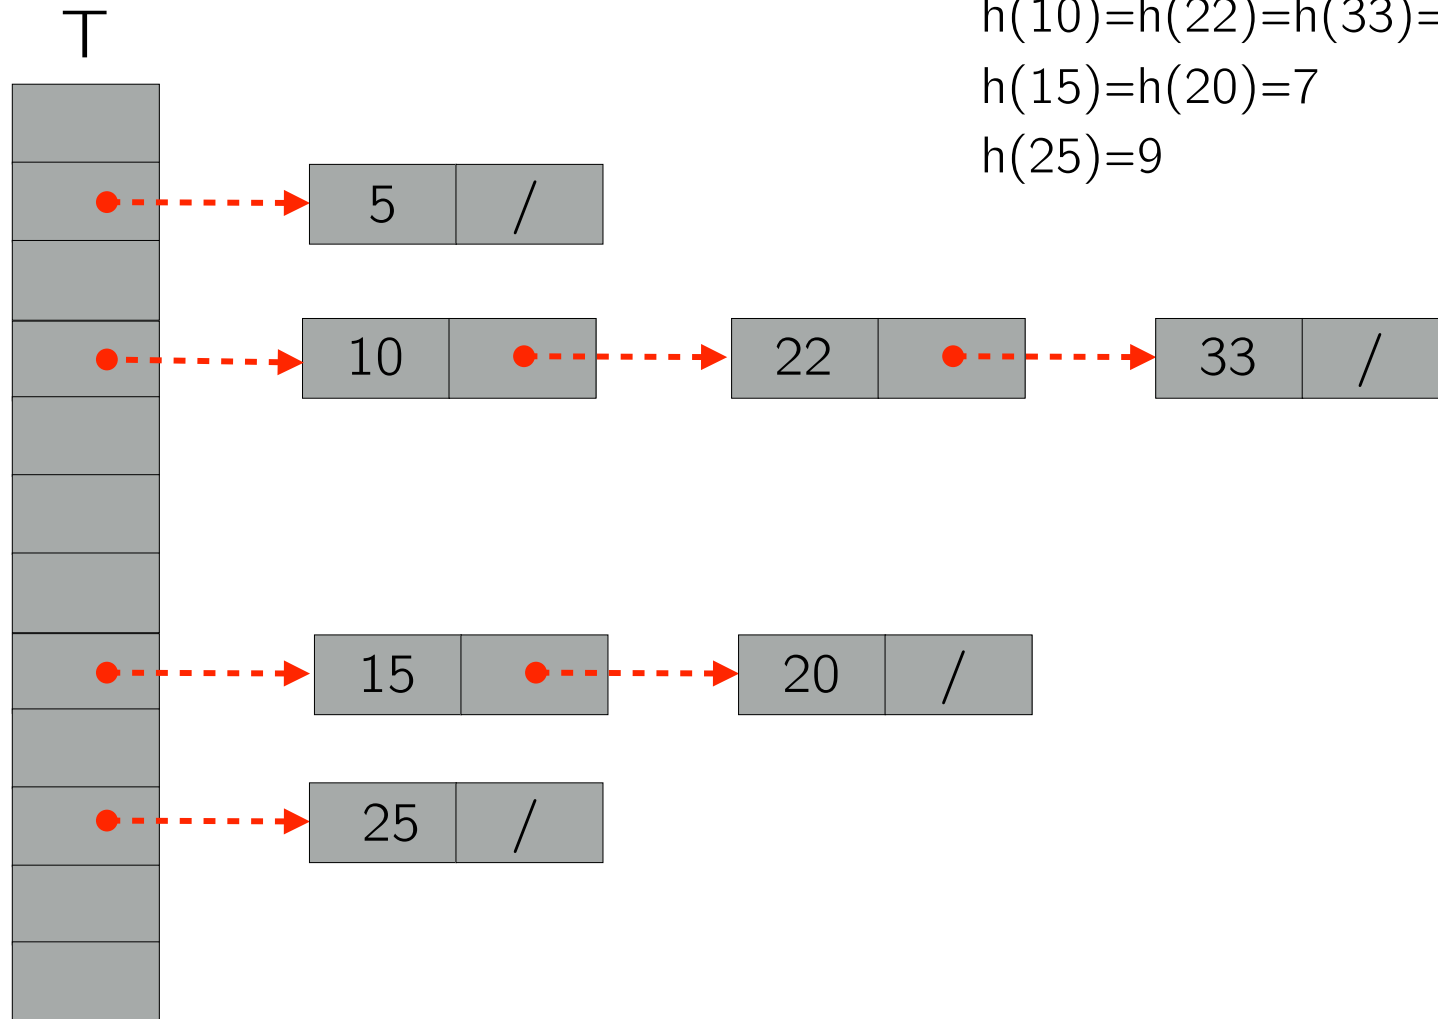 T
h(10)=h(22)=h(33)=
h(15)=h(20)=7
h(25)=9
5 /
10 22 33 /
15 20 /
25 /